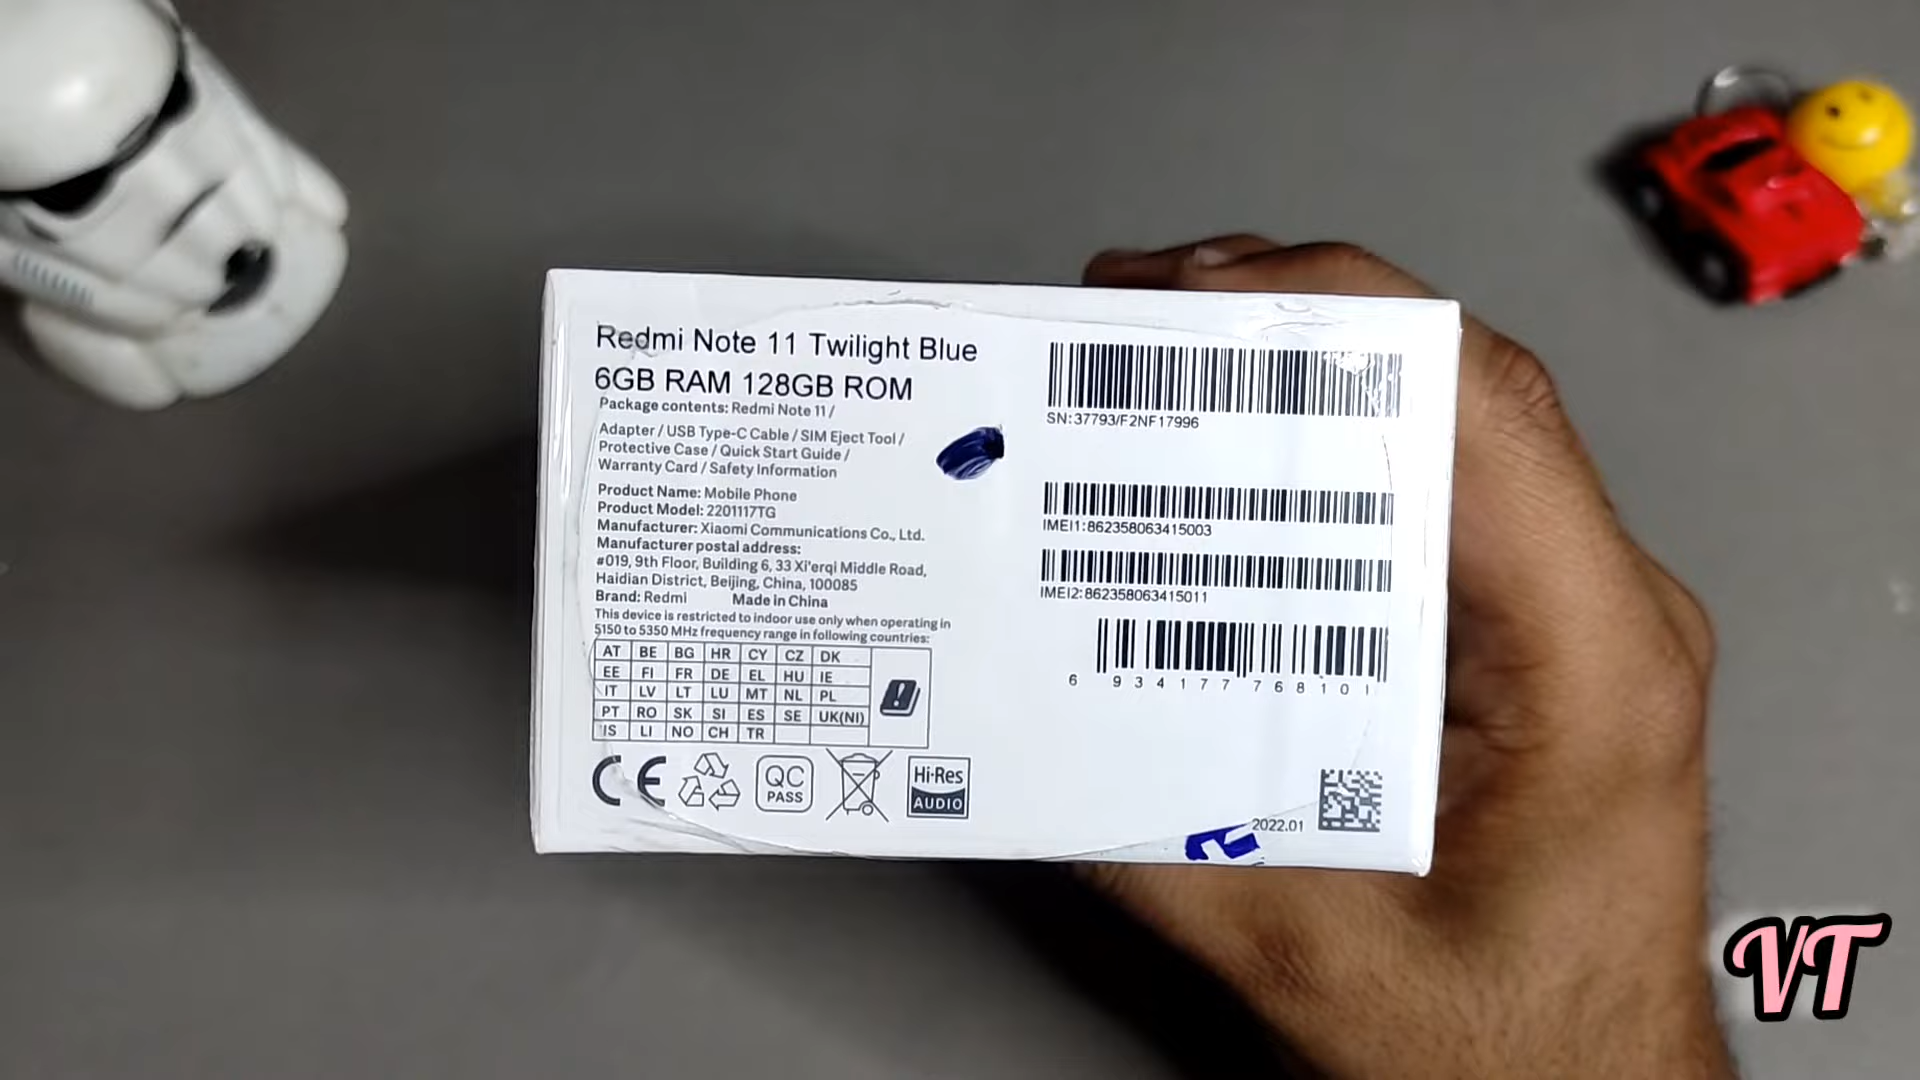 Redmi Note 11 Twilight Blue
6GB RAM 128GB ROM
Package contents: Redmi Note 11 /
Adapter / USB Type-C Cable / SIM Eject Tool /
Protective Case / Quick Start Guide /
Warranty Card / Safety Information
Product Name: Mobile Phone
Product Model: 2201117TG
Manufacturer: Xiaomi Communications Co., Ltd.
Manufacturer postal address:
#019, 9th Floor, Building 6, 33 Xi'erqi Middle Road,
Haidian District, Beijing, China, 100085
Brand: Redmi Made in China
This device is restricted to indoor use only when operating in
5150 to 5350 MHz frequency range in following countries:
AT BE BG HR CY CZ DK
EE FI FR DE EL HU IE
IT LV LT LU MT NL PL
PT RO SK SI ES SE UK(NI)
IS LI NO CH TR
CE
QC
PASS
Hi-Res
AUDIO
SN:37793/F2NF17996
IMEI1:862358063415003
IMEI2:862358063415011
6 934177 768101
2022.01
VT